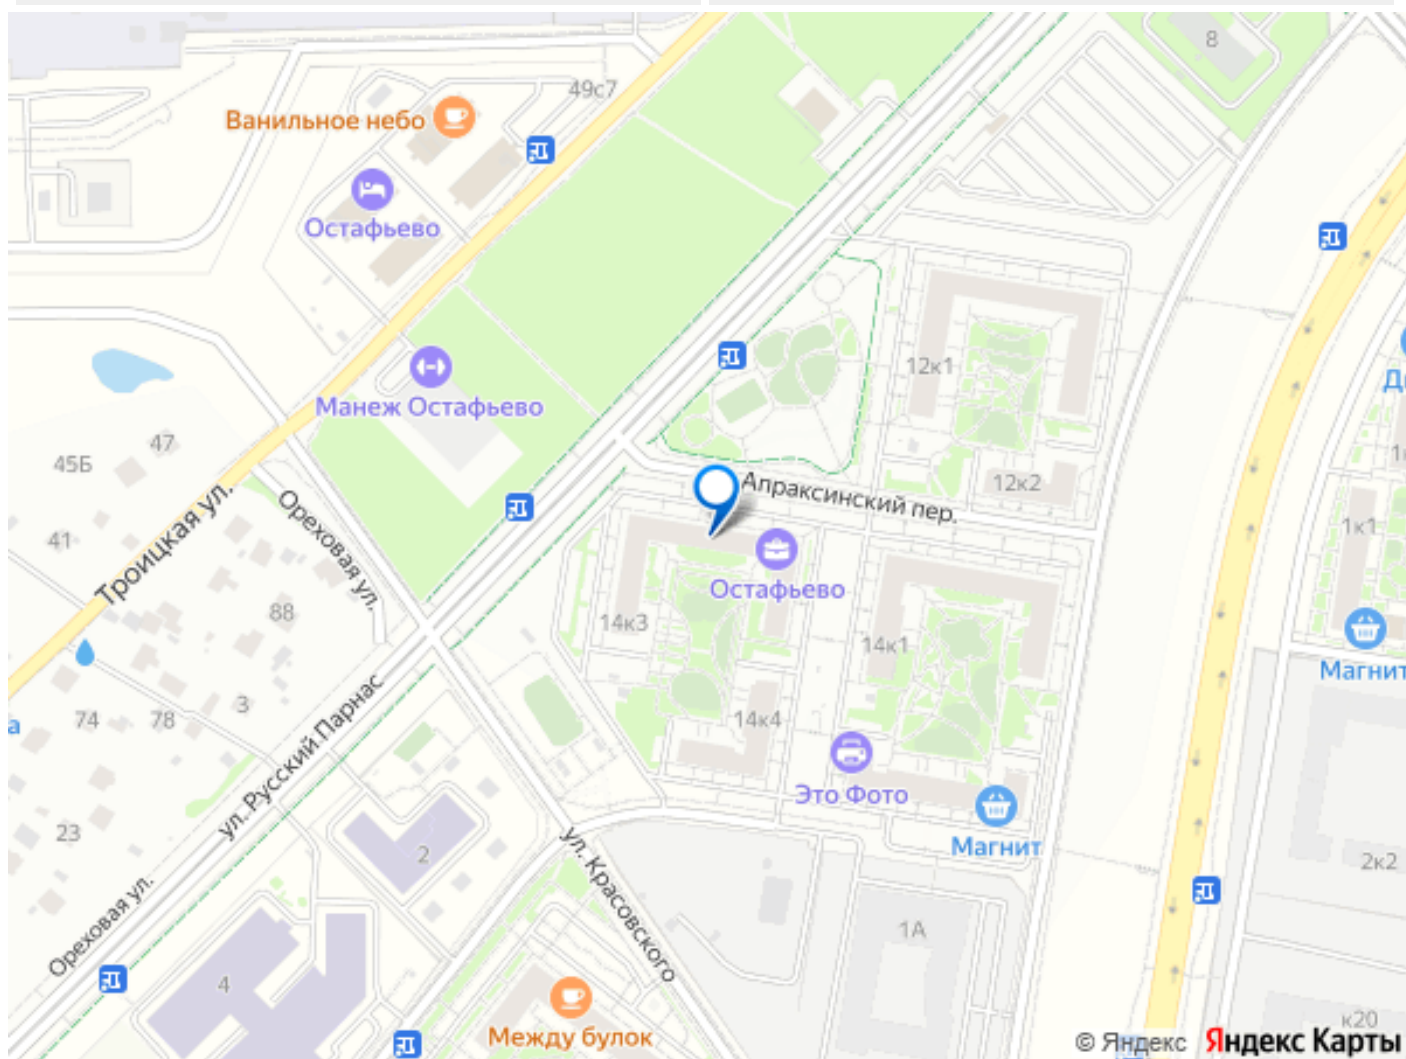 8
49с7
Ванильное небо
Остафьево
12к1
Манеж Остафьево
47
45Б
12к2
Апраксинский пер.
Троицкая ул.
Ореховая ул.
41
1к1
Остафьево
88
14к3
14к1
Магнит
3
74
78
14к4
ул. Русский Парнас
Это Фото
23
Магнит
2
ул. Красовского
2к2
Ореховая ул.
1А
4
к20
Между булок
© Яндекс Яндекс Карты